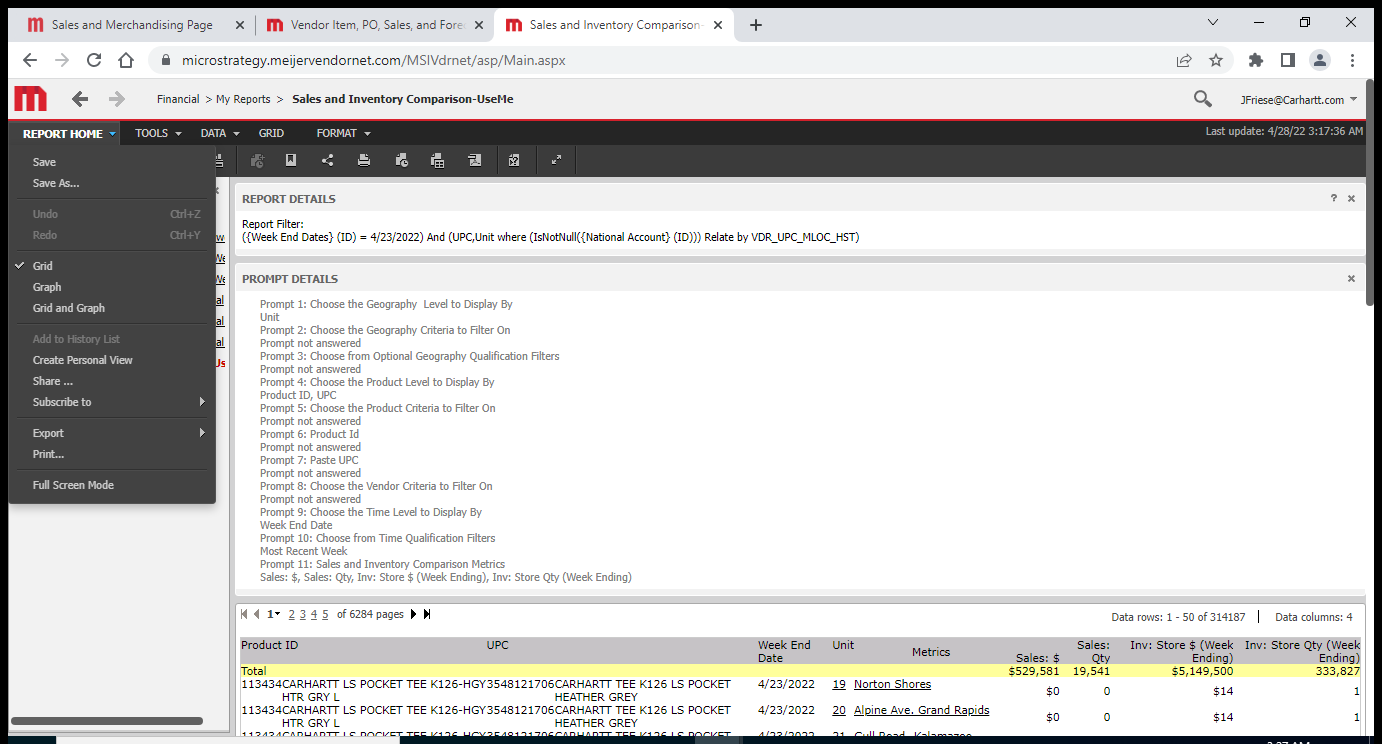 Sales and Merchandising Page
Vendor Item, PO, Sales, and Fore
Sales and Inventory Comparison-
microstrategy.meijervendornet.com/MSIVdrnet/asp/Main.aspx
Financial > My Reports > Sales and Inventory Comparison-UseMe
JFriese@Carhartt.com
REPORT HOME TOOLS DATA GRID FORMAT
Last update: 4/28/22 3:17:36 AM
Save
Save As...
Undo Ctrl+Z
Redo Ctrl+Y
Grid
Graph
Grid and Graph
Add to History List
Create Personal View
Share ...
Subscribe to
Export
Print...
Full Screen Mode
REPORT DETAILS
Report Filter:
({Week End Dates} (ID) = 4/23/2022) And (UPC,Unit where (IsNotNull({National Account} (ID))) Relate by VDR_UPC_MLOC_HST)
PROMPT DETAILS
Prompt 1: Choose the Geography Level to Display By
Unit
Prompt 2: Choose the Geography Criteria to Filter On
Prompt not answered
Prompt 3: Choose from Optional Geography Qualification Filters
Prompt not answered
Prompt 4: Choose the Product Level to Display By
Product ID, UPC
Prompt 5: Choose the Product Criteria to Filter On
Prompt not answered
Prompt 6: Product Id
Prompt not answered
Prompt 7: Paste UPC
Prompt not answered
Prompt 8: Choose the Vendor Criteria to Filter On
Prompt not answered
Prompt 9: Choose the Time Level to Display By
Week End Date
Prompt 10: Choose from Time Qualification Filters
Most Recent Week
Prompt 11: Sales and Inventory Comparison Metrics
Sales: $, Sales: Qty, Inv: Store $ (Week Ending), Inv: Store Qty (Week Ending)
1 2 3 4 5 of 6284 pages
Data rows: 1 - 50 of 314187 | Data columns: 4
Product ID UPC Week End Date Unit Metrics Sales: $ Sales: Qty Inv: Store $ (Week Ending) Inv: Store Qty (Week Ending)
Total $529,581 19,541 $5,149,500 333,827
113434 CARHARTT LS POCKET TEE K126-HGY 3548121706 CARHARTT TEE K126 LS POCKET 4/23/2022 19 Norton Shores $0 0 $14 1
HTR GRY L HEATHER GREY
113434 CARHARTT LS POCKET TEE K126-HGY 3548121706 CARHARTT TEE K126 LS POCKET 4/23/2022 20 Alpine Ave. Grand Rapids $0 0 $14 1
HTR GRY L HEATHER GREY